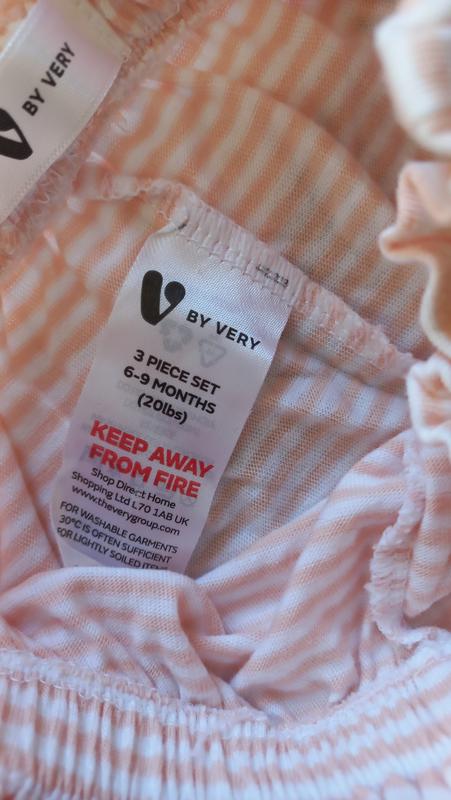 BY VERY
V BY VERY
3 PIECE SET
6-9 MONTHS
(20lbs)
KEEP AWAY
FROM FIRE
Shop Direct Home
Shopping Ltd L70 1AB UK
www.theverygroup.com
FOR WASHABLE GARMENTS
30°C IS OFTEN SUFFICIENT
FOR LIGHTLY SOILED ITEMS